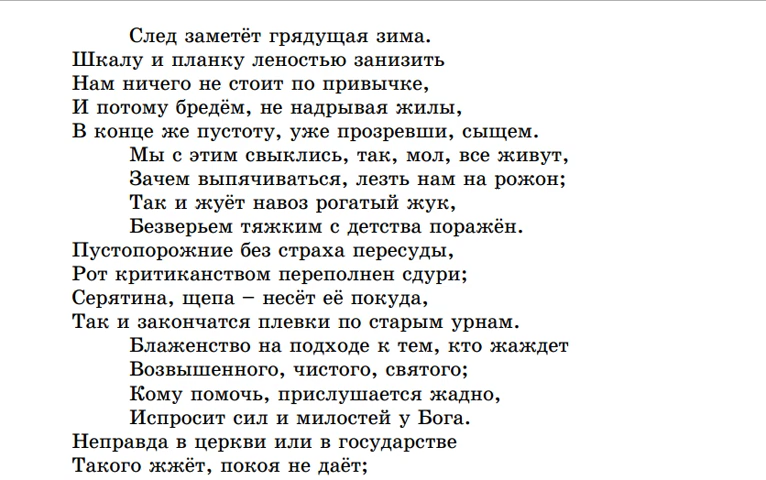 След заметёт грядущая зима.
Шкалу и планку леностью занизить
Нам ничего не стоит по привычке,
И потому бредём, не надрывая жилы,
В конце же пустоту, уже прозревши, сыщем.
Мы с этим свыклись, так, мол, все живут,
Зачем выпячиваться, лезть нам на рожон;
Так и жуёт навоз рогатый жук,
Безверьем тяжким с детства поражён.
Пустопорожние без страха пересуды,
Рот критиканством переполнен сдури;
Серятина, щепа – несёт её покуда,
Так и закончатся плевки по старым урнам.
Блаженство на подходе к тем, кто жаждет
Возвышенного, чистого, святого;
Кому помочь, прислушается жадно,
Испросит сил и милостей у Бога.
Неправда в церкви или в государстве
Такого жжёт, покоя не даёт;